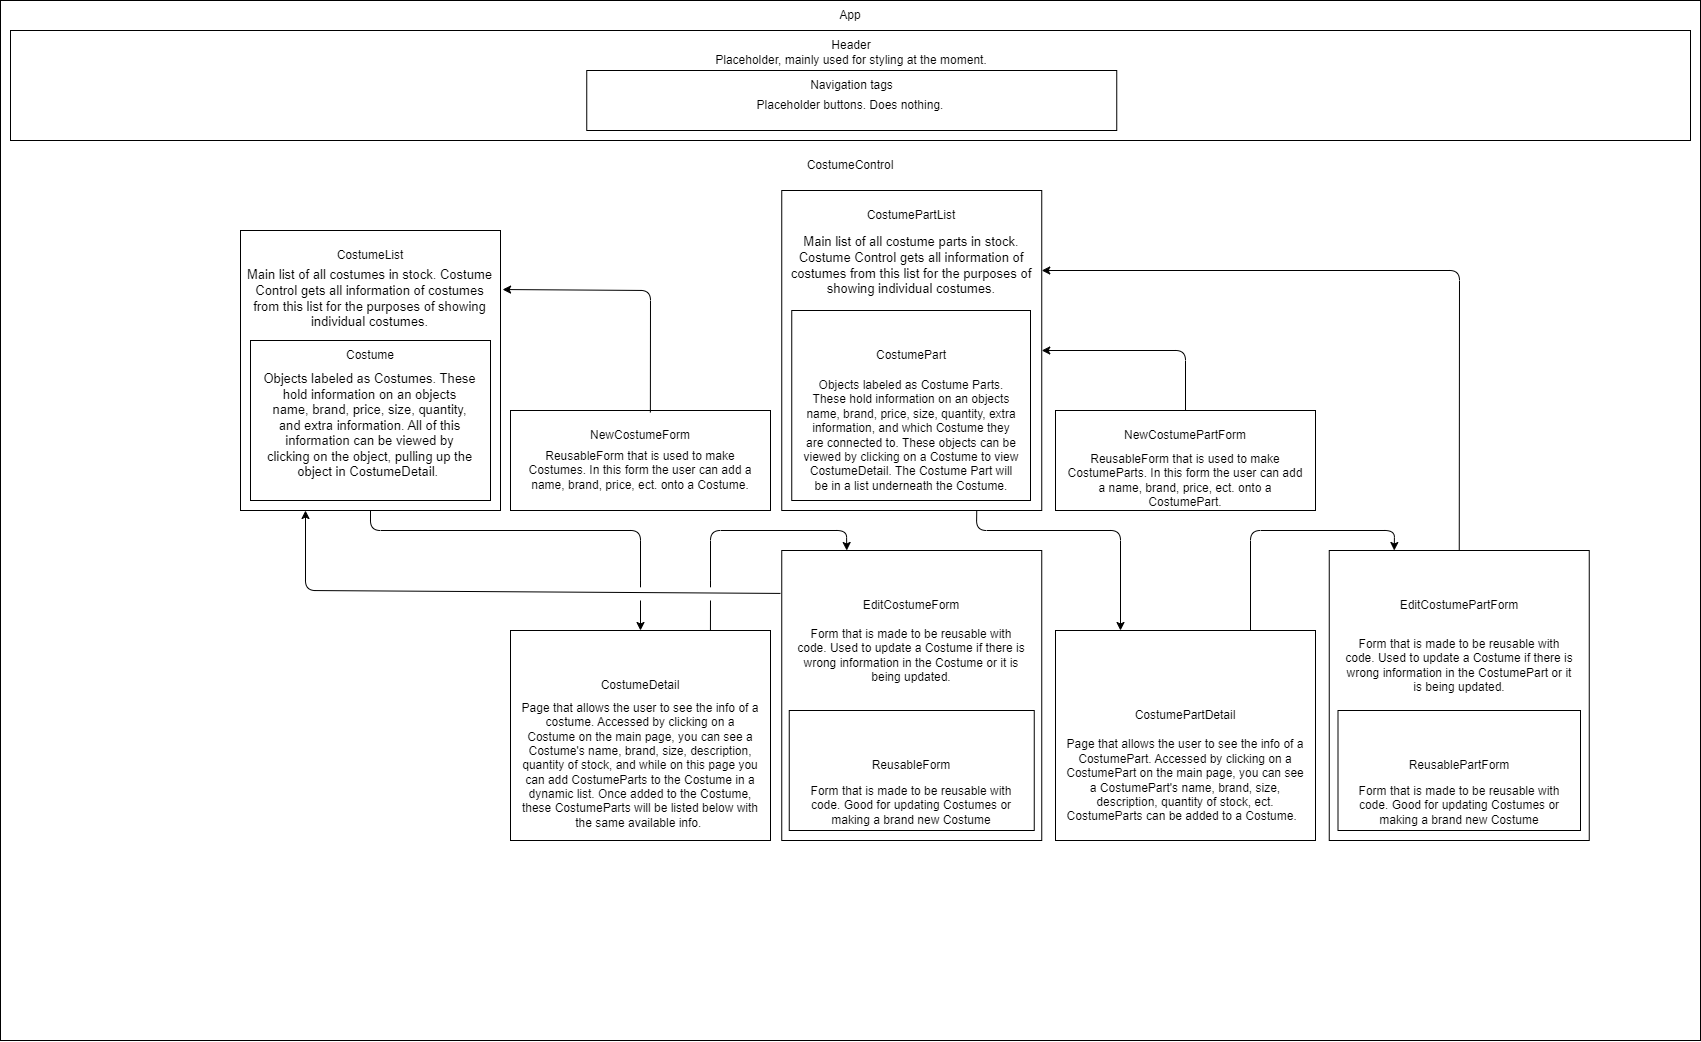 App
Header
Placeholder, mainly used for styling at the moment.
Navigation tags
Placeholder buttons. Does nothing.
CostumeControl
CostumeList
Main list of all costumes in stock. Costume
Control gets all information of costumes
from this list for the purposes of showing
individual costumes.
Costume
Objects labeled as Costumes. These
hold information on an objects
name, brand, price, size, quantity,
and extra information. All of this
information can be viewed by
clicking on the object, pulling up the
object in CostumeDetail.
NewCostumeForm
ReusableForm that is used to make
Costumes. In this form the user can add a
name, brand, price, ect. onto a Costume.
CostumePartList
Main list of all costume parts in stock.
Costume Control gets all information of
costumes from this list for the purposes of
showing individual costumes.
CostumePart
Objects labeled as Costume Parts.
These hold information on an objects
name, brand, price, size, quantity, extra
information, and which Costume they
are connected to. These objects can be
viewed by clicking on a Costume to view
CostumeDetail. The Costume Part will
be in a list underneath the Costume.
NewCostumePartForm
ReusableForm that is used to make
CostumeParts. In this form the user can add
a name, brand, price, ect. onto a
CostumePart.
CostumeDetail
Page that allows the user to see the info of a
costume. Accessed by clicking on a
Costume on the main page, you can see a
Costume's name, brand, size, description,
quantity of stock, and while on this page you
can add CostumeParts to the Costume in a
dynamic list. Once added to the Costume,
these CostumeParts will be listed below with
the same available info.
EditCostumeForm
Form that is made to be reusable with
code. Used to update a Costume if there is
wrong information in the Costume or it is
being updated.
ReusableForm
Form that is made to be reusable with
code. Good for updating Costumes or
making a brand new Costume
CostumePartDetail
Page that allows the user to see the info of a
CostumePart. Accessed by clicking on a
CostumePart on the main page, you can see
a CostumePart's name, brand, size,
description, quantity of stock, ect.
CostumeParts can be added to a Costume.
EditCostumePartForm
Form that is made to be reusable with
code. Used to update a Costume if there is
wrong information in the CostumePart or it
is being updated.
ReusablePartForm
Form that is made to be reusable with
code. Good for updating Costumes or
making a brand new Costume